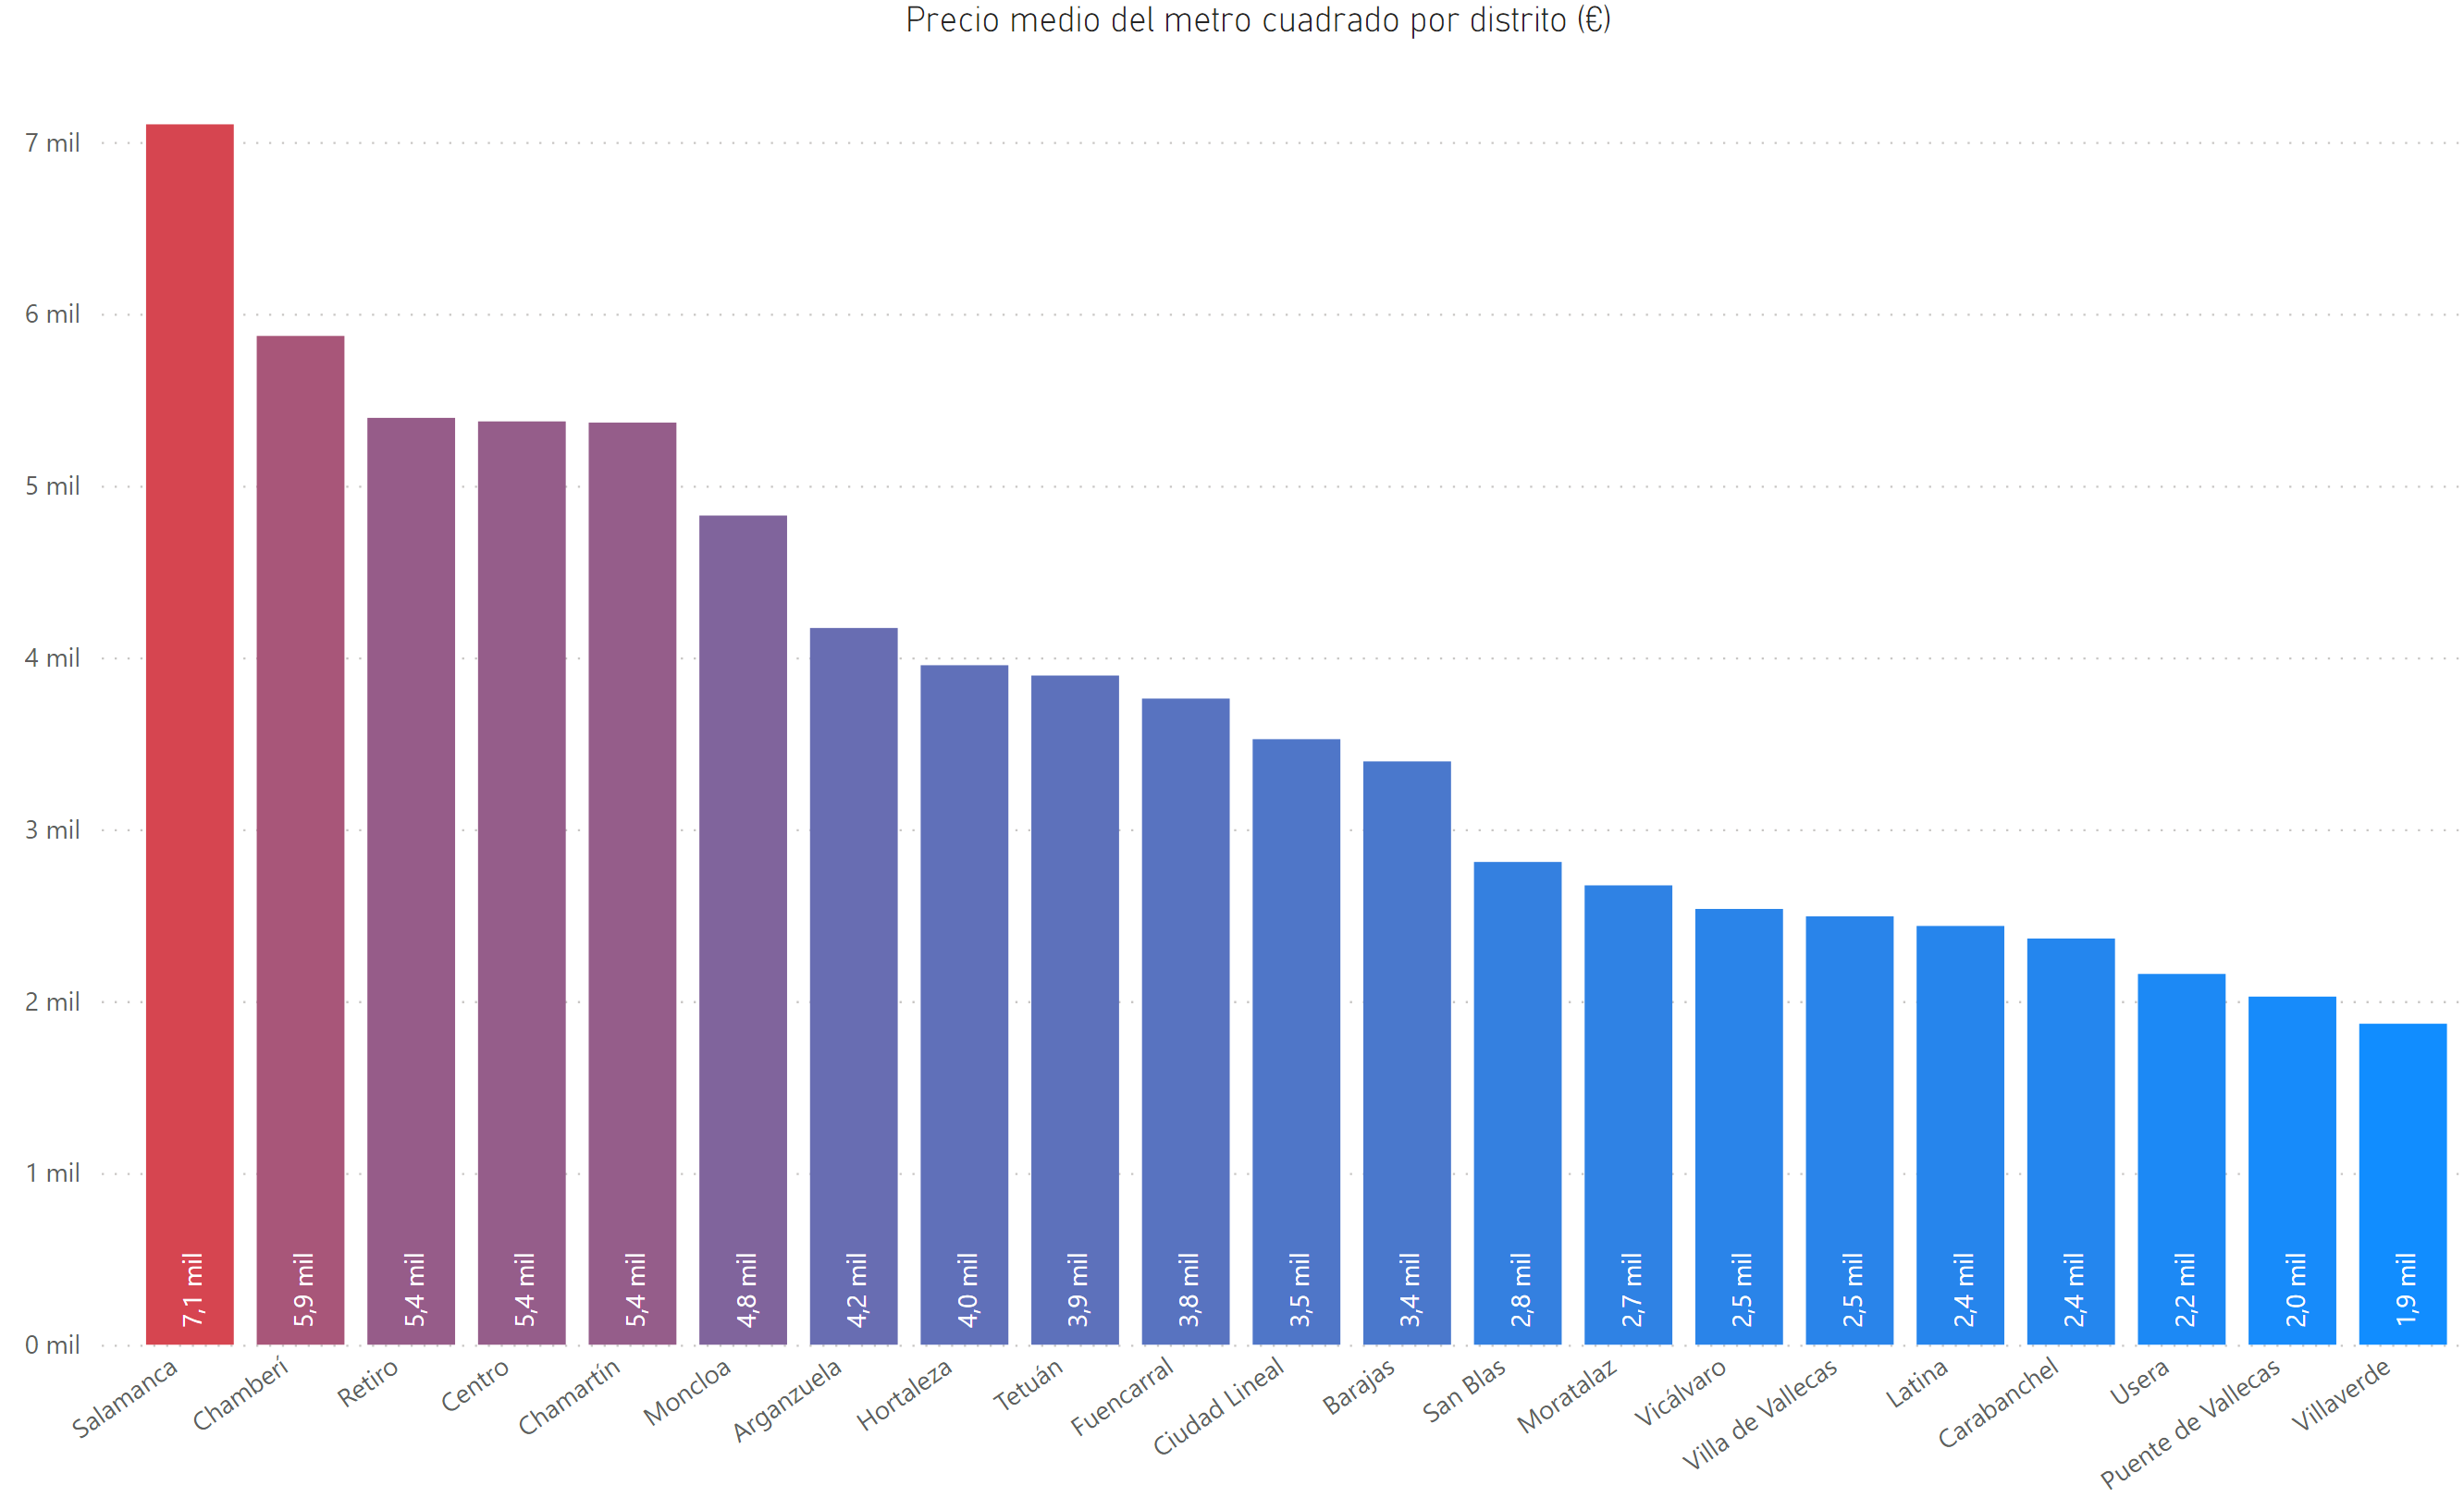 Precio medio del metro cuadrado por distrito (€)
7 mil
6 mil
5 mil
4 mil
3 mil
2 mil
1 mil
0 mil
7,1 mil
5,9 mil
5,4 mil
5,4 mil
5,4 mil
4,8 mil
4,2 mil
4,0 mil
3,9 mil
3,8 mil
3,5 mil
3,4 mil
2,8 mil
2,7 mil
2,5 mil
2,5 mil
2,4 mil
2,4 mil
2,2 mil
2,0 mil
1,9 mil
Salamanca
Chamberí
Retiro
Centro
Chamartín
Moncloa
Arganzuela
Hortaleza
Tetuán
Fuencarral
Ciudad Lineal
Barajas
San Blas
Moratalaz
Vicálvaro
Villa de Vallecas
Latina
Carabanchel
Usera
Puente de Vallecas
Villaverde